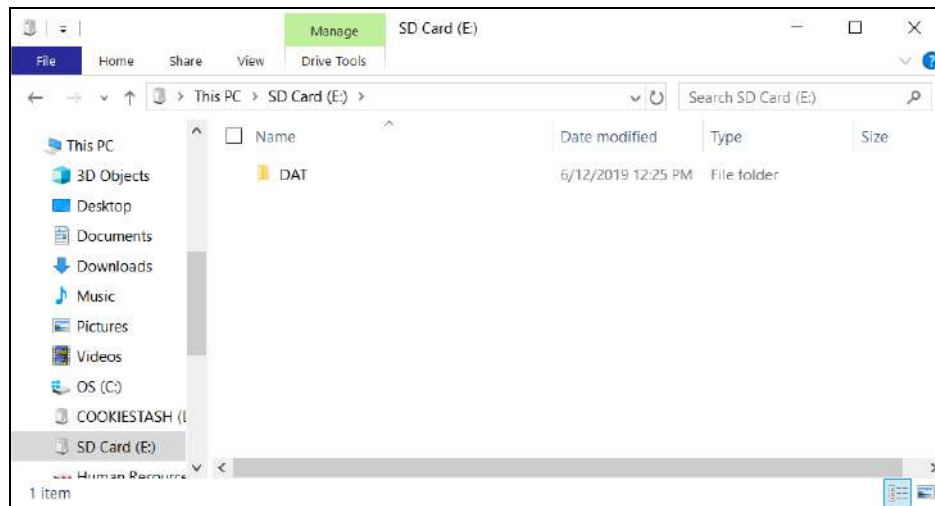 Manage SD Card (E:)
File Home Share View Drive Tools
This PC > SD Card (E:) > Search SD Card (E:)
Name Date modified Type Size
This PC
DAT 6/12/2019 12:25 PM File folder
3D Objects
Desktop
Documents
Downloads
Music
Pictures
Videos
OS (C:)
COOKIESTASH (
SD Card (E:)
Human Resource
1 item